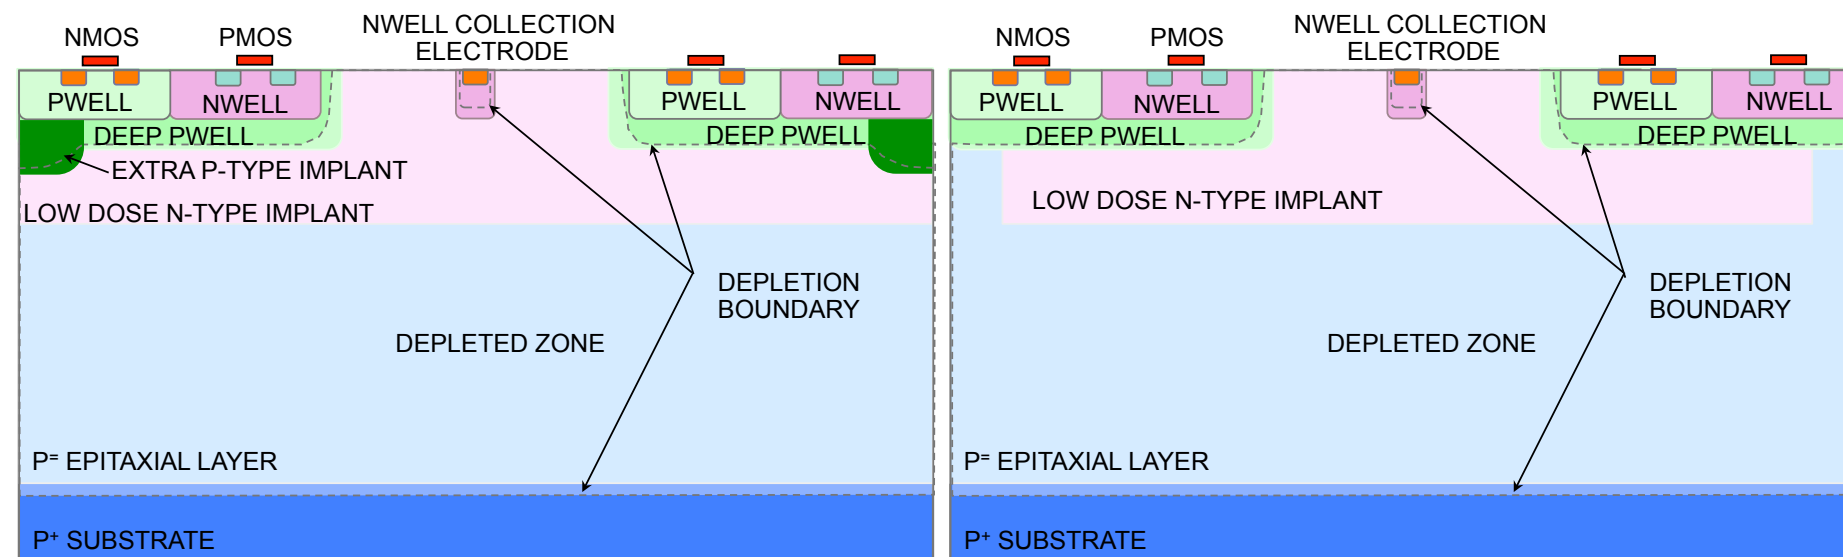 NMOS
PMOS
NWELL COLLECTION
ELECTRODE
PWELL
NWELL
PWELL
NWELL
DEEP PWELL
DEEP PWELL
EXTRA P-TYPE IMPLANT
LOW DOSE N-TYPE IMPLANT
DEPLETION
BOUNDARY
DEPLETED ZONE
P⁼ EPITAXIAL LAYER
P⁺ SUBSTRATE
NMOS
PMOS
NWELL COLLECTION
ELECTRODE
PWELL
NWELL
PWELL
NWELL
DEEP PWELL
DEEP PWELL
LOW DOSE N-TYPE IMPLANT
DEPLETION
BOUNDARY
DEPLETED ZONE
P⁼ EPITAXIAL LAYER
P⁺ SUBSTRATE